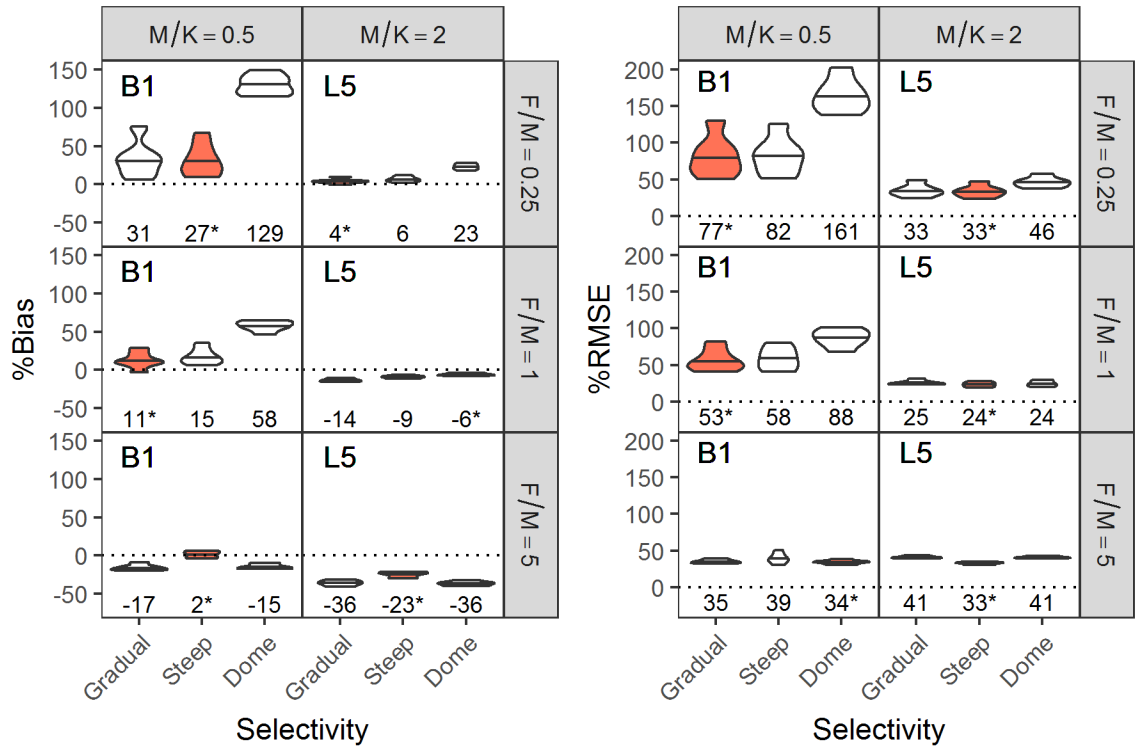 M/K = 0.5 M/K = 2
%Bias
150
100
50
0
-50
B1
L5
31 27* 129 4* 6 23
F/M = 0.25
150
100
50
0
-50
B1
L5
11* 15 58 -14 -9 -6*
F/M = 1
150
100
50
0
-50
B1
L5
-17 2* -15 -36 -23* -36
F/M = 5
Gradual Steep Dome Gradual Steep Dome
Selectivity
M/K = 0.5 M/K = 2
%RMSE
200
150
100
50
0
B1
L5
77* 82 161 33 33* 46
F/M = 0.25
200
150
100
50
0
B1
L5
53* 58 88 25 24* 24
F/M = 1
200
150
100
50
0
B1
L5
35 39 34* 41 33* 41
F/M = 5
Gradual Steep Dome Gradual Steep Dome
Selectivity